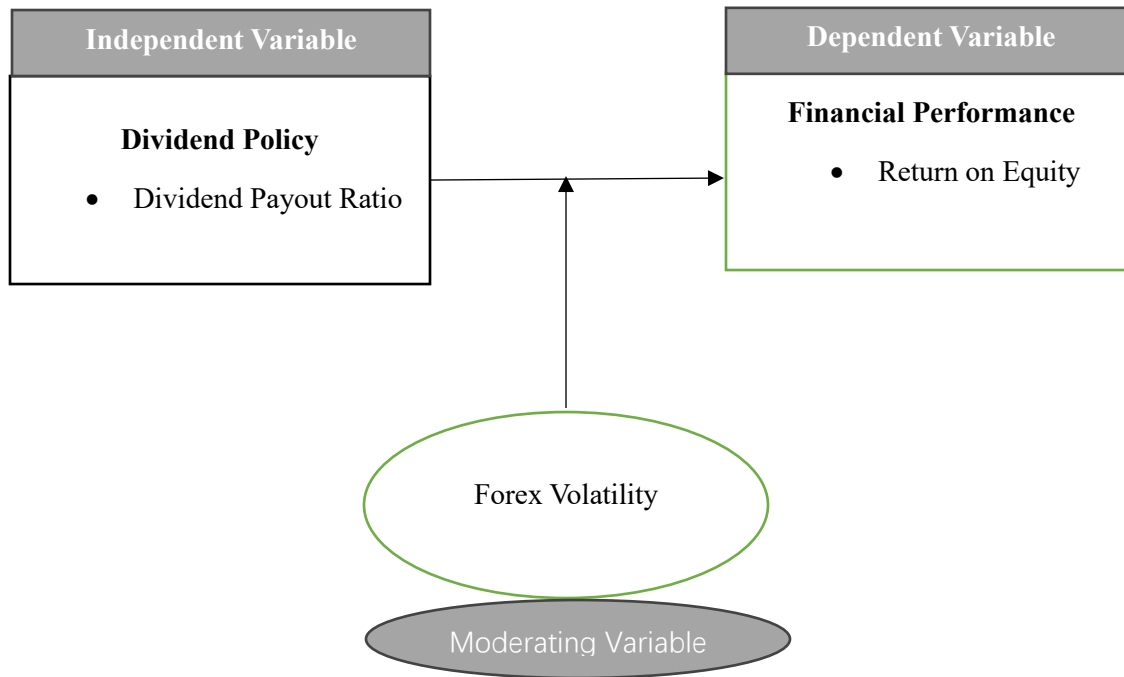 Independent Variable
Dependent Variable
Dividend Policy
• Dividend Payout Ratio
Financial Performance
• Return on Equity
Forex Volatility
Moderating Variable